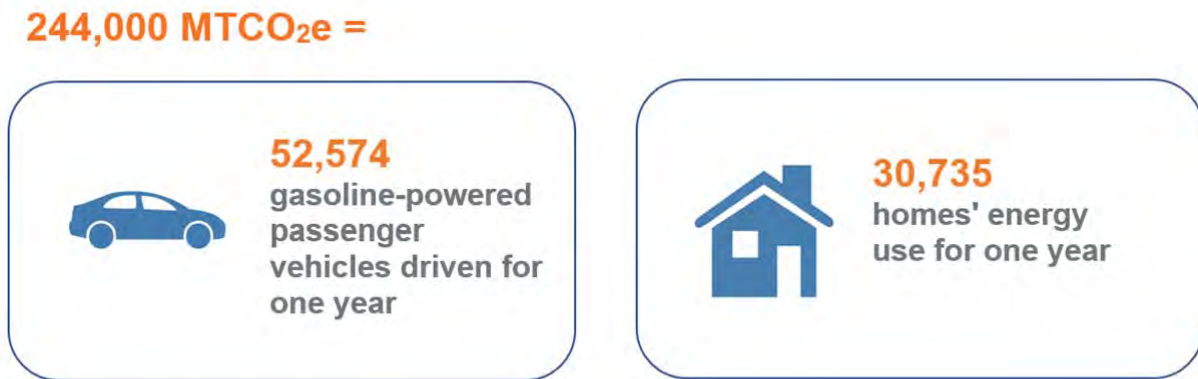 244,000 MTCO₂e =
52,574
gasoline-powered
passenger
vehicles driven for
one year
30,735
homes' energy
use for one year